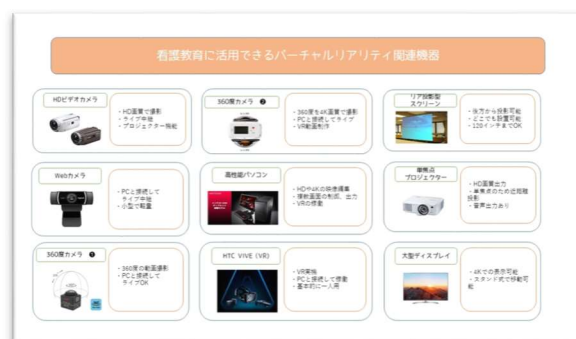 看護教育に活用できるバーチャルリアリティ関連機器
HDビデオカメラ
・HD画質で撮影
・ライブ中継
・プロジェクター機能
360度カメラ ❷
・360度を4K画質で撮影
・PCと接続してライブ
・VR動画制作
リア投影型
スクリーン
・後方から投影可能
・どこでも設置可能
・120インチまでOK
Webカメラ
・PCと接続して
ライブ中継
・小型で軽量
高性能パソコン
・HDや4Kの映像編集
・複数画面の制御、出力
・VRの稼働
単焦点
プロジェクター
・HD画質出力
・単焦点のため近距離
投影
・音声出力あり
360度カメラ ❶
・360度の動画撮影
・PCと接続して
ライブOK
HTC VIVE（VR）
・VR実施
・PCと接続して稼働
・基本的に一人用
大型ディスプレイ
・4Kでの表示可能
・スタンド式で移動可
能